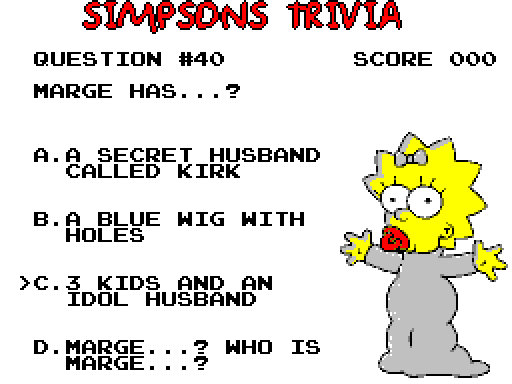 SIMPSONS TRIVIA
QUESTION #40 SCORE 000
MARGE HAS...?
A.A SECRET HUSBAND
CALLED KIRK
B.A BLUE WIG WITH
HOLES
>C.3 KIDS AND AN
IDOL HUSBAND
D.MARGE...? WHO IS
MARGE...?